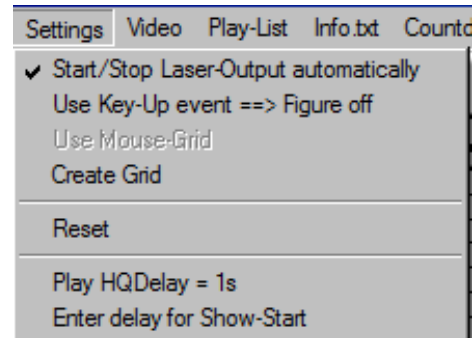 Settings Video Play-List Info.txt
Start/Stop Laser-Output automatically
Use Key-Up event ==> Figure off
Use Mouse-Grid
Create Grid
Reset
Play HQDelay = 1s
Enter delay for Show-Start